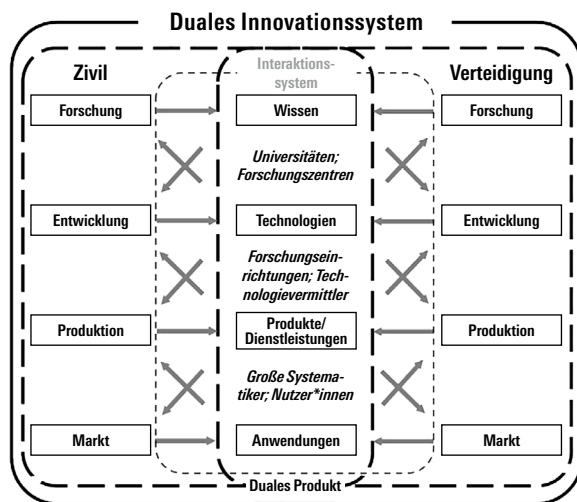 Duales Innovationssystem
Zivil
Interaktions-
system
Verteidigung
Forschung
Wissen
Forschung
Universitäten;
Forschungszentren
Entwicklung
Technologien
Entwicklung
Forschungsein-
richtungen; Tech-
nologievermittler
Produktion
Produkte/
Dienstleistungen
Produktion
Große Systema-
tiker; Nutzer*innen
Markt
Anwendungen
Markt
Duales Produkt